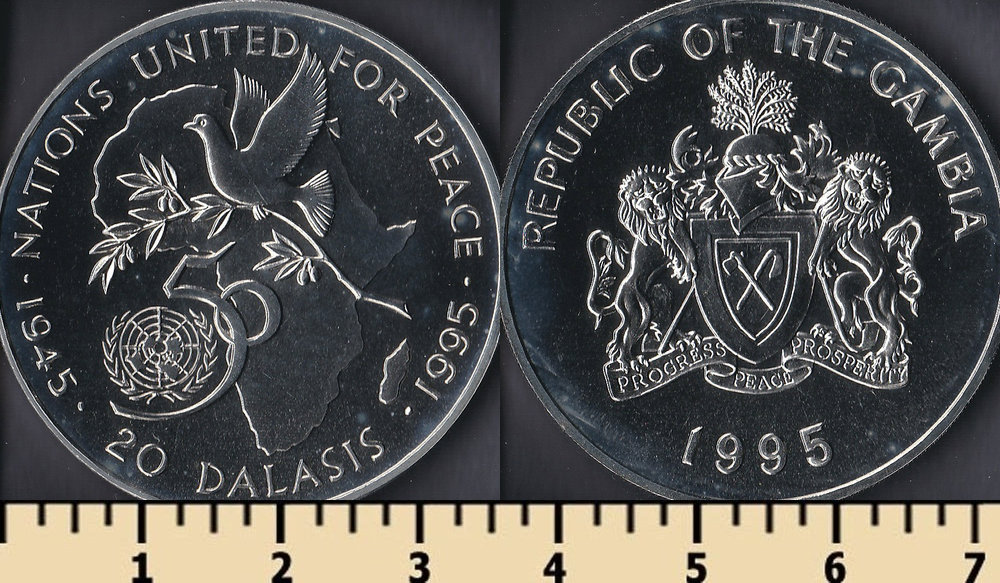 NATIONS UNITED FOR PEACE
1945 · 1995
50
20 DALASIS
REPUBLIC OF THE GAMBIA
PROGRESS PEACE PROSPERITY
1995
1 2 3 4 5 6 7